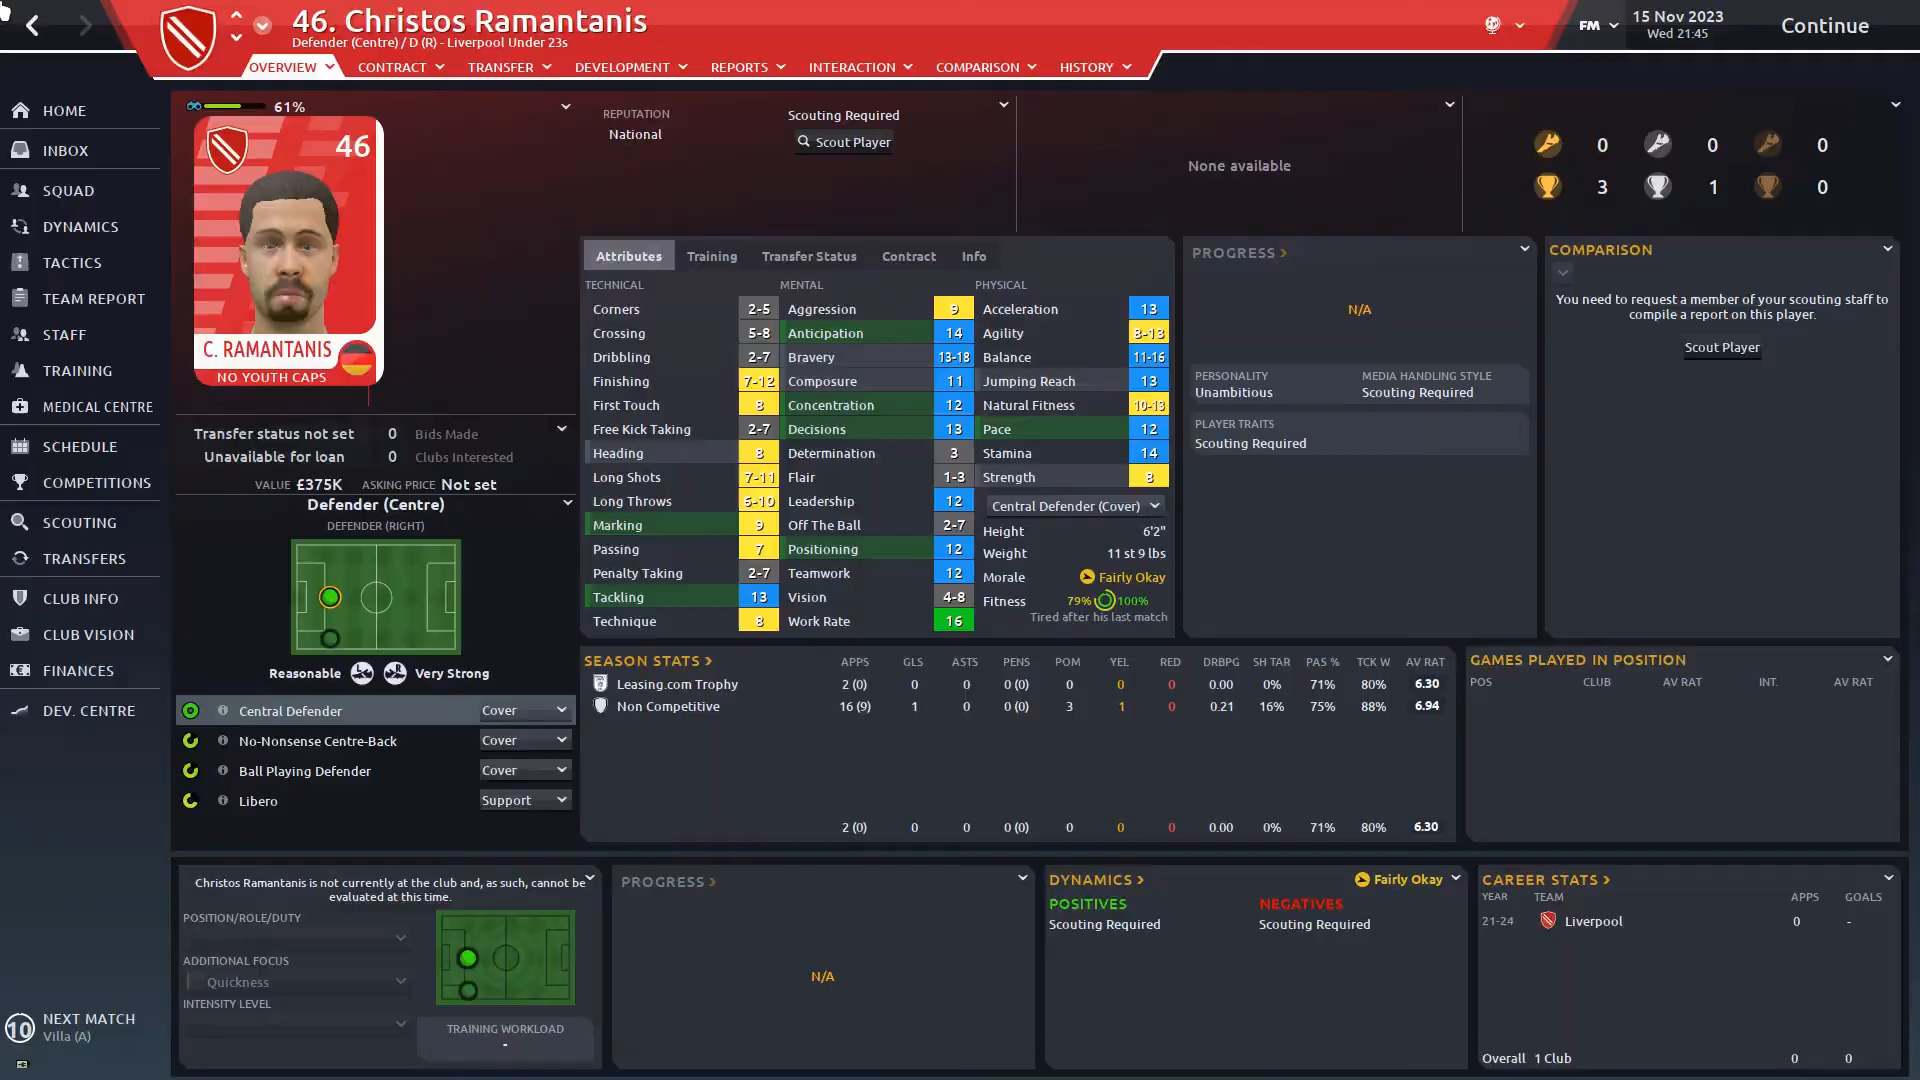 46. Christos Ramantanis
Defender (Centre) / D (R) - Liverpool Under 23s
FM
15 Nov 2023
Wed 21:45
Continue
OVERVIEW
CONTRACT
TRANSFER
DEVELOPMENT
REPORTS
INTERACTION
COMPARISON
HISTORY
HOME
INBOX
SQUAD
DYNAMICS
TACTICS
TEAM REPORT
STAFF
TRAINING
MEDICAL CENTRE
SCHEDULE
COMPETITIONS
SCOUTING
TRANSFERS
CLUB INFO
CLUB VISION
FINANCES
DEV. CENTRE
10 NEXT MATCH
Villa (A)
61%
46
C. RAMANTANIS
NO YOUTH CAPS
REPUTATION
National
Scouting Required
Scout Player
None available
0 0 0
3 1 0
Transfer status not set 0 Bids Made
Unavailable for loan 0 Clubs Interested
VALUE £375K ASKING PRICE Not set
Defender (Centre)
DEFENDER (RIGHT)
Reasonable L R Very Strong
Central Defender Cover
No-Nonsense Centre-Back Cover
Ball Playing Defender Cover
Libero Support
Attributes Training Transfer Status Contract Info
TECHNICAL MENTAL PHYSICAL
Corners 2-5 Aggression 9 Acceleration 13
Crossing 5-8 Anticipation 14 Agility 8-13
Dribbling 2-7 Bravery 13-18 Balance 11-16
Finishing 7-12 Composure 11 Jumping Reach 13
First Touch 8 Concentration 12 Natural Fitness 10-13
Free Kick Taking 2-7 Decisions 13 Pace 12
Heading 8 Determination 3 Stamina 14
Long Shots 7-11 Flair 1-3 Strength 8
Long Throws 6-10 Leadership 12 Central Defender (Cover)
Marking 9 Off The Ball 2-7 Height 6'2"
Passing 7 Positioning 12 Weight 11 st 9 lbs
Penalty Taking 2-7 Teamwork 12 Morale Fairly Okay
Tackling 13 Vision 4-8 Fitness 79% 100%
Tired after his last match
Technique 8 Work Rate 16
PROGRESS >
N/A
PERSONALITY
Unambitious
MEDIA HANDLING STYLE
Scouting Required
PLAYER TRAITS
Scouting Required
COMPARISON
You need to request a member of your scouting staff to
compile a report on this player.
Scout Player
SEASON STATS > APPS GLS ASTS PENS POM YEL RED DRBPG SH TAR PAS % TCK W AV RAT
Leasing.com Trophy 2 (0) 0 0 0 (0) 0 0 0 0.00 0% 71% 80% 6.30
Non Competitive 16 (9) 1 0 0 (0) 3 1 0 0.21 16% 75% 88% 6.94
2 (0) 0 0 0 (0) 0 0 0 0.00 0% 71% 80% 6.30
GAMES PLAYED IN POSITION
POS CLUB AV RAT INT. AV RAT
Christos Ramantanis is not currently at the club and, as such, cannot be
evaluated at this time.
POSITION/ROLE/DUTY
ADDITIONAL FOCUS
Quickness
INTENSITY LEVEL
TRAINING WORKLOAD
-
PROGRESS >
N/A
DYNAMICS > Fairly Okay
POSITIVES NEGATIVES
Scouting Required Scouting Required
CAREER STATS >
YEAR TEAM APPS GOALS
21-24 Liverpool 0 -
Overall 1 Club 0 0